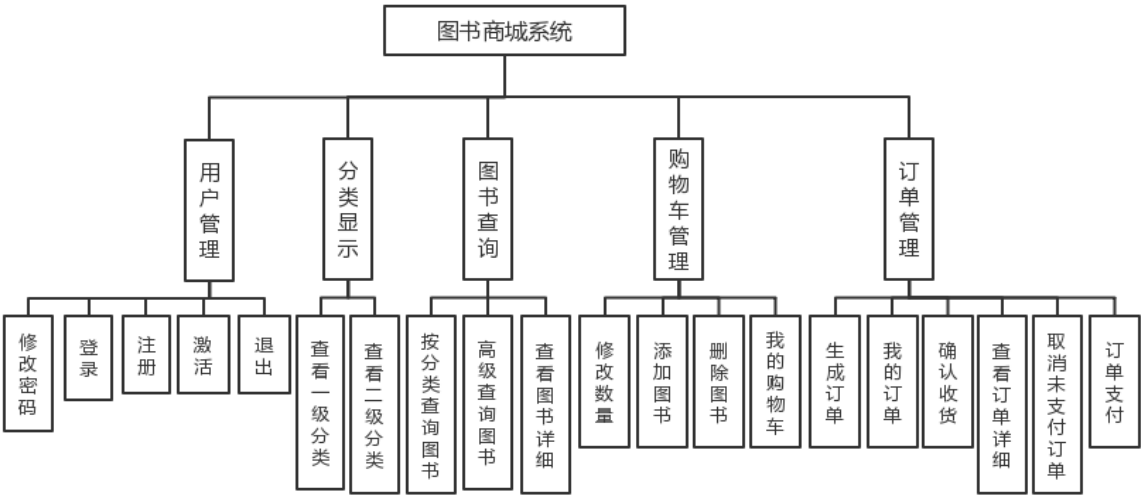 图书商城系统
用户管理
分类显示
图书查询
购物车管理
订单管理
修改密码
登录
注册
激活
退出
查看一级分类
查看二级分类
按分类查询图书
高级查询图书
查看图书详细
修改数量
添加图书
删除图书
我的购物车
生成订单
我的订单
确认收货
查看订单详细
取消未支付订单
订单支付